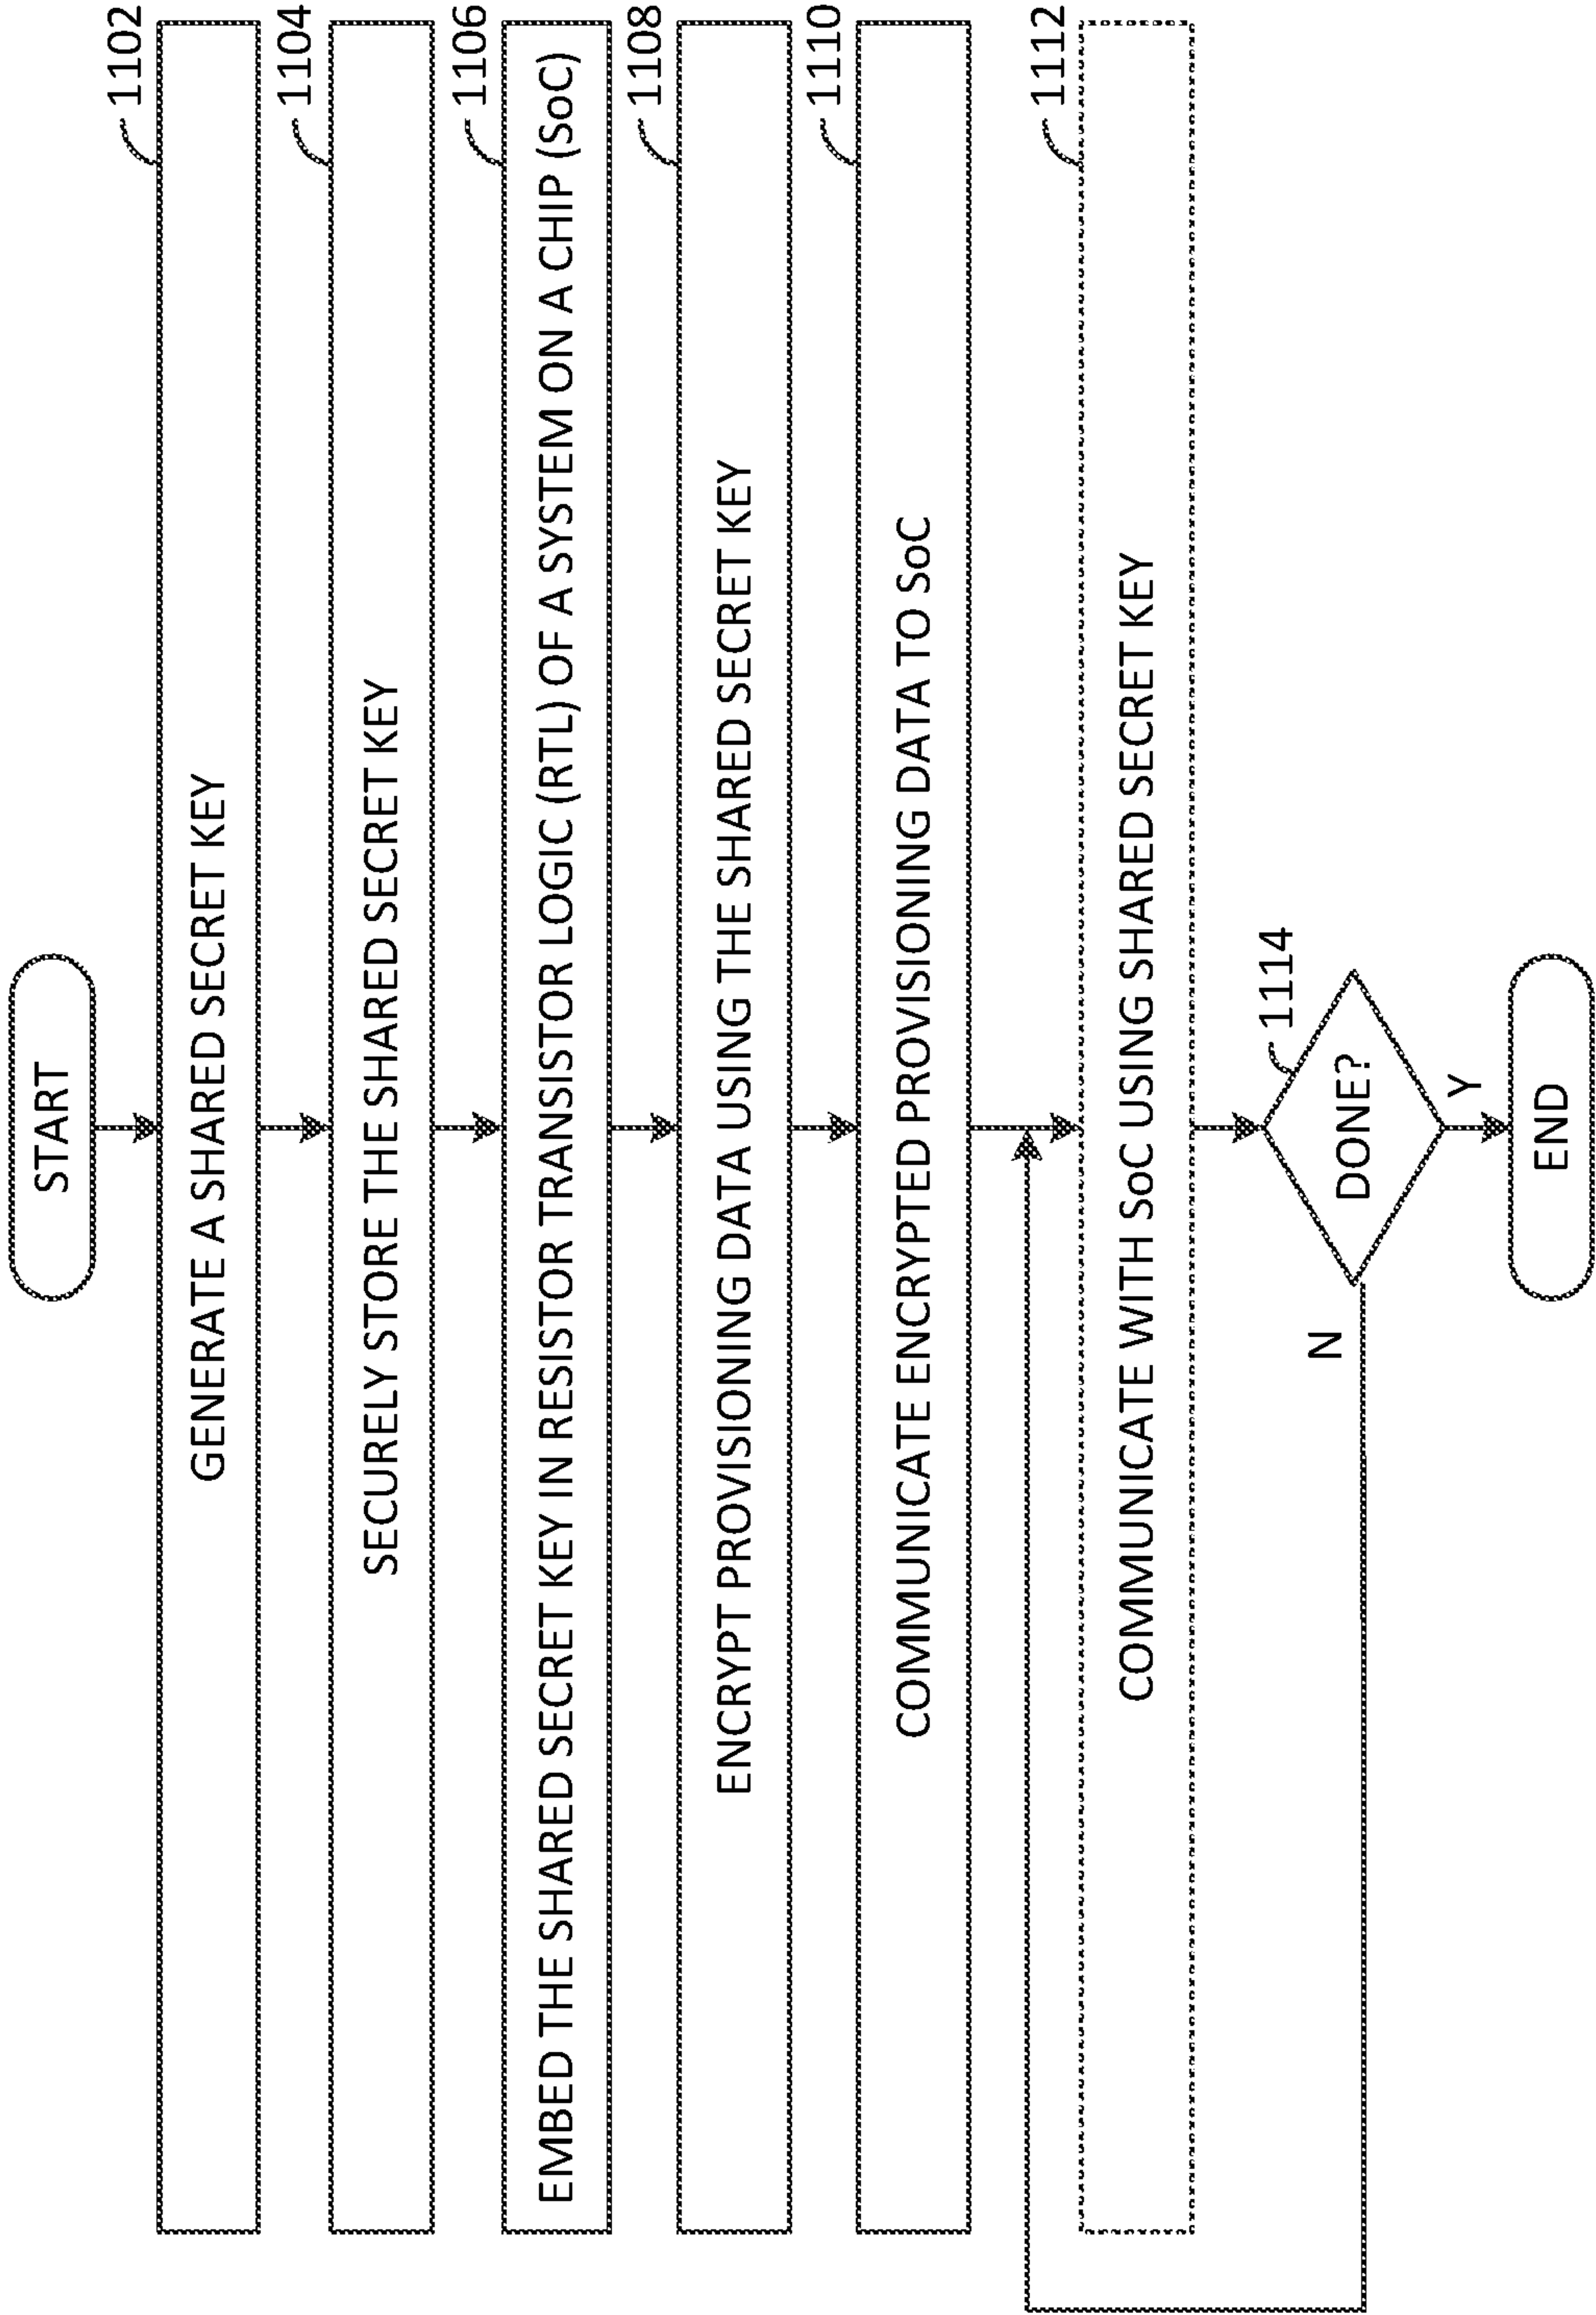 START
1102
GENERATE A SHARED SECRET KEY
1104
SECURELY STORE THE SHARED SECRET KEY
1106
EMBED THE SHARED SECRET KEY IN RESISTOR TRANSISTOR LOGIC (RTL) OF A SYSTEM ON A CHIP (SoC)
1108
ENCRYPT PROVISIONING DATA USING THE SHARED SECRET KEY
1110
COMMUNICATE ENCRYPTED PROVISIONING DATA TO SoC
1112
COMMUNICATE WITH SoC USING SHARED SECRET KEY
1114
DONE?
N
Y
END